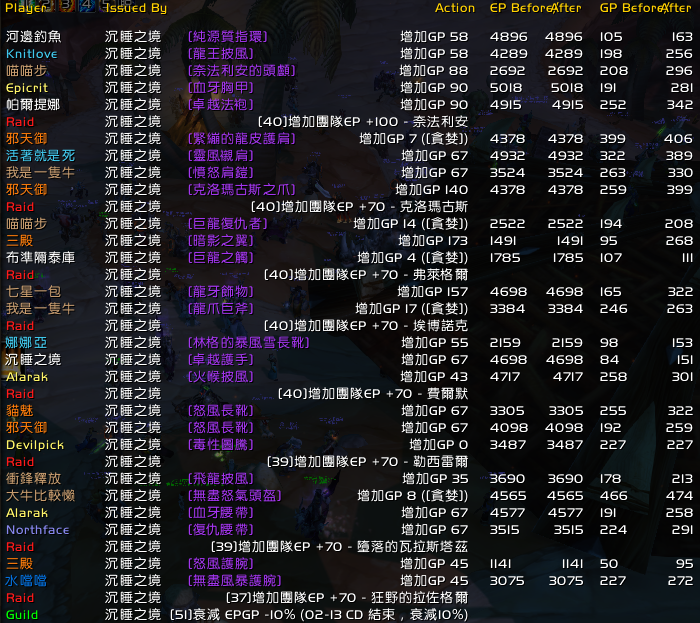 Player Issued By Action EP Before After GP Before After
河邊釣魚 沉睡之境 [純源質指環] 增加GP 58 4896 4896 105 163
Knitlove 沉睡之境 [龍王披風] 增加GP 58 4289 4289 198 256
喵喵步 沉睡之境 [奈法利安的頭顱] 增加GP 88 2692 2692 208 296
Epicrit 沉睡之境 [血牙胸甲] 增加GP 90 5018 5018 191 281
帕爾提娜 沉睡之境 [卓越法袍] 增加GP 90 4915 4915 252 342
Raid 沉睡之境 (40)增加團隊EP +100 - 奈法利安
邪天御 沉睡之境 [緊繃的龍皮護肩] 增加GP 7 ([貪婪]) 4378 4378 399 406
活著就是死 沉睡之境 [靈風襯肩] 增加GP 67 4932 4932 322 389
我是一隻牛 沉睡之境 [憤怒肩鎧] 增加GP 67 3524 3524 263 330
邪天御 沉睡之境 [克洛瑪古斯之爪] 增加GP 140 4378 4378 259 399
Raid 沉睡之境 (40)增加團隊EP +70 - 克洛瑪古斯
喵喵步 沉睡之境 [巨龍復仇者] 增加GP 14 ([貪婪]) 2522 2522 194 208
三殿 沉睡之境 [暗影之翼] 增加GP 173 1491 1491 95 268
布準爾泰庫 沉睡之境 [巨龍之觸] 增加GP 4 ([貪婪]) 1785 1785 107 111
Raid 沉睡之境 (40)增加團隊EP +70 - 弗萊格爾
七星一包 沉睡之境 [龍牙飾物] 增加GP 157 4698 4698 165 322
我是一隻牛 沉睡之境 [龍爪巨斧] 增加GP 17 ([貪婪]) 3384 3384 246 263
Raid 沉睡之境 (40)增加團隊EP +70 - 埃博諾克
娜娜亞 沉睡之境 [林格的暴風雪長靴] 增加GP 55 2159 2159 98 153
沉睡之境 沉睡之境 [卓越護手] 增加GP 67 4698 4698 84 151
Alarak 沉睡之境 [火喉披風] 增加GP 43 4717 4717 258 301
Raid 沉睡之境 (40)增加團隊EP +70 - 費爾默
貓魅 沉睡之境 [怒風長靴] 增加GP 67 3305 3305 255 322
邪天御 沉睡之境 [怒風長靴] 增加GP 67 4098 4098 192 259
Devilpick 沉睡之境 [毒性圖騰] 增加GP 0 3487 3487 227 227
Raid 沉睡之境 (39)增加團隊EP +70 - 勒西雷爾
衝鋒釋放 沉睡之境 [飛龍披風] 增加GP 35 3690 3690 178 213
大牛比較懶 沉睡之境 [無盡怒氣頭盔] 增加GP 8 ([貪婪]) 4565 4565 466 474
Alarak 沉睡之境 [血牙腰帶] 增加GP 67 4577 4577 191 258
Northface 沉睡之境 [復仇腰帶] 增加GP 67 3515 3515 224 291
Raid 沉睡之境 (39)增加團隊EP +70 - 墮落的瓦拉斯塔茲
三殿 沉睡之境 [怒風護腕] 增加GP 45 1141 1141 50 95
水噹噹 沉睡之境 [無盡風暴護腕] 增加GP 45 3075 3075 227 272
Raid 沉睡之境 (37)增加團隊EP +70 - 狂野的拉佐格爾
Guild 沉睡之境 (51)衰減 EPGP -10% (02-13 CD 結束，衰減10%)